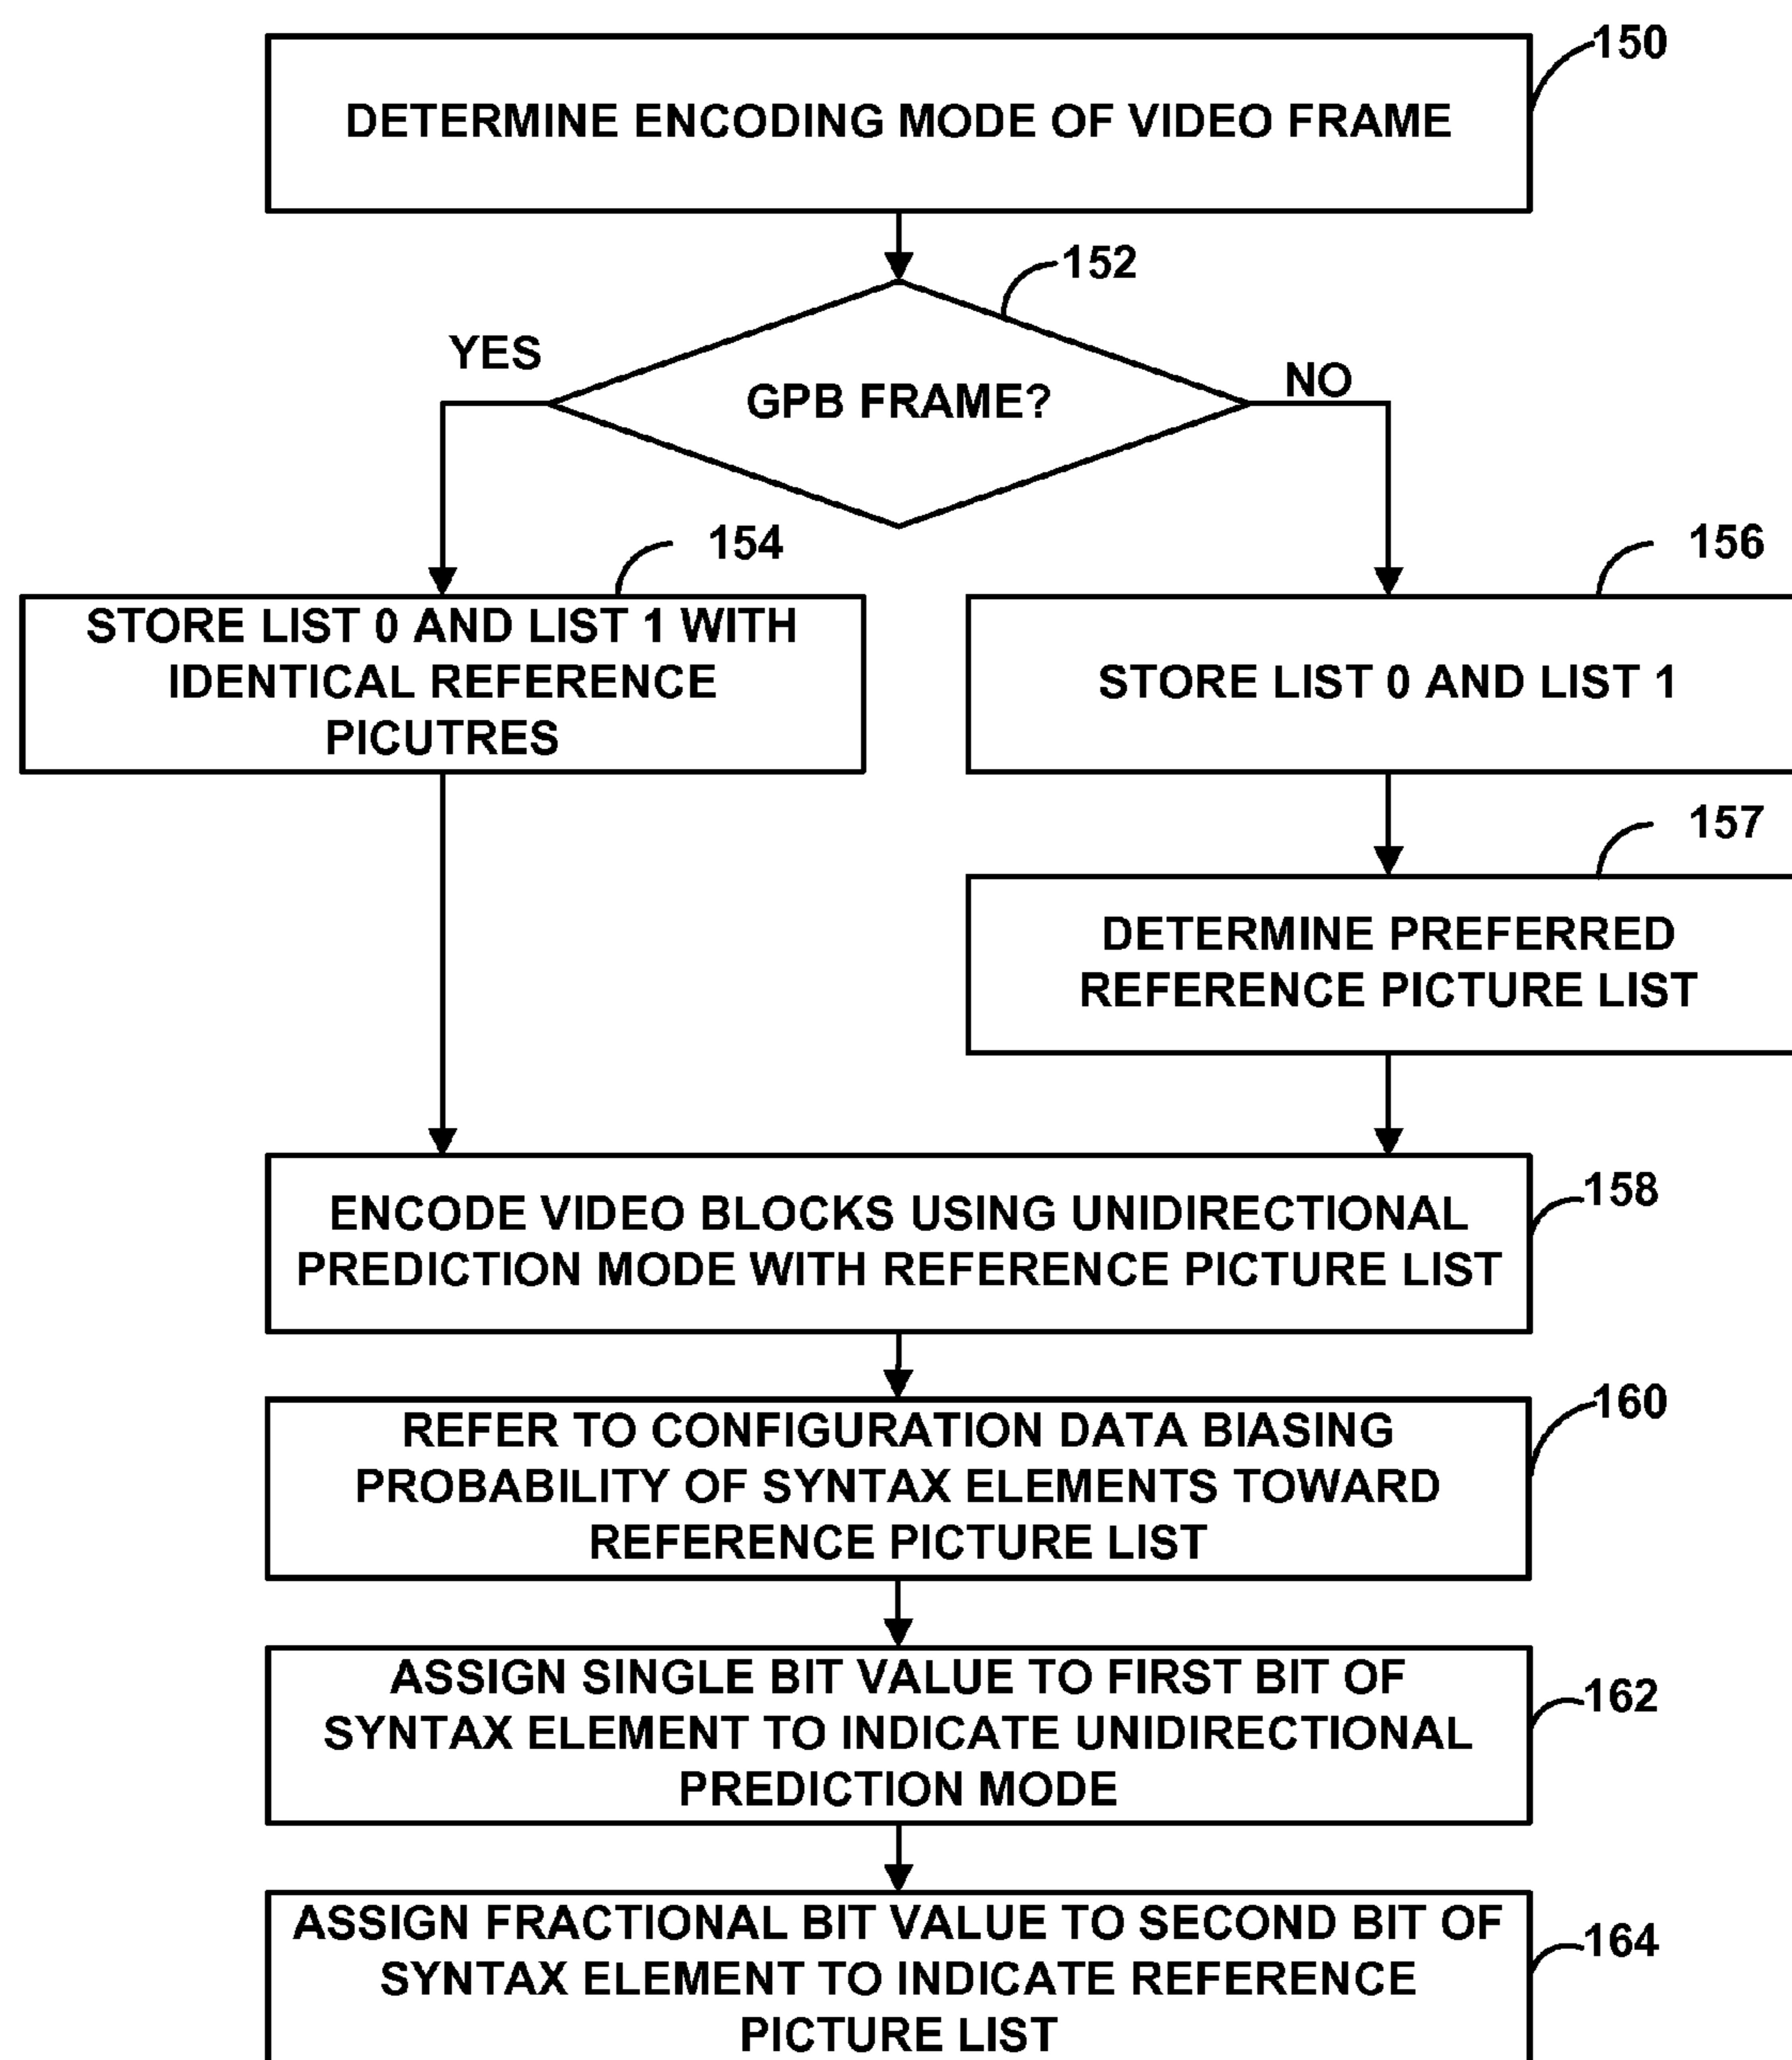 150
DETERMINE ENCODING MODE OF VIDEO FRAME
152
YES
GPB FRAME?
NO
154
STORE LIST 0 AND LIST 1 WITH
IDENTICAL REFERENCE
PICUTRES
156
STORE LIST 0 AND LIST 1
157
DETERMINE PREFERRED
REFERENCE PICTURE LIST
158
ENCODE VIDEO BLOCKS USING UNIDIRECTIONAL
PREDICTION MODE WITH REFERENCE PICTURE LIST
160
REFER TO CONFIGURATION DATA BIASING
PROBABILITY OF SYNTAX ELEMENTS TOWARD
REFERENCE PICTURE LIST
162
ASSIGN SINGLE BIT VALUE TO FIRST BIT OF
SYNTAX ELEMENT TO INDICATE UNIDIRECTIONAL
PREDICTION MODE
164
ASSIGN FRACTIONAL BIT VALUE TO SECOND BIT OF
SYNTAX ELEMENT TO INDICATE REFERENCE
PICTURE LIST